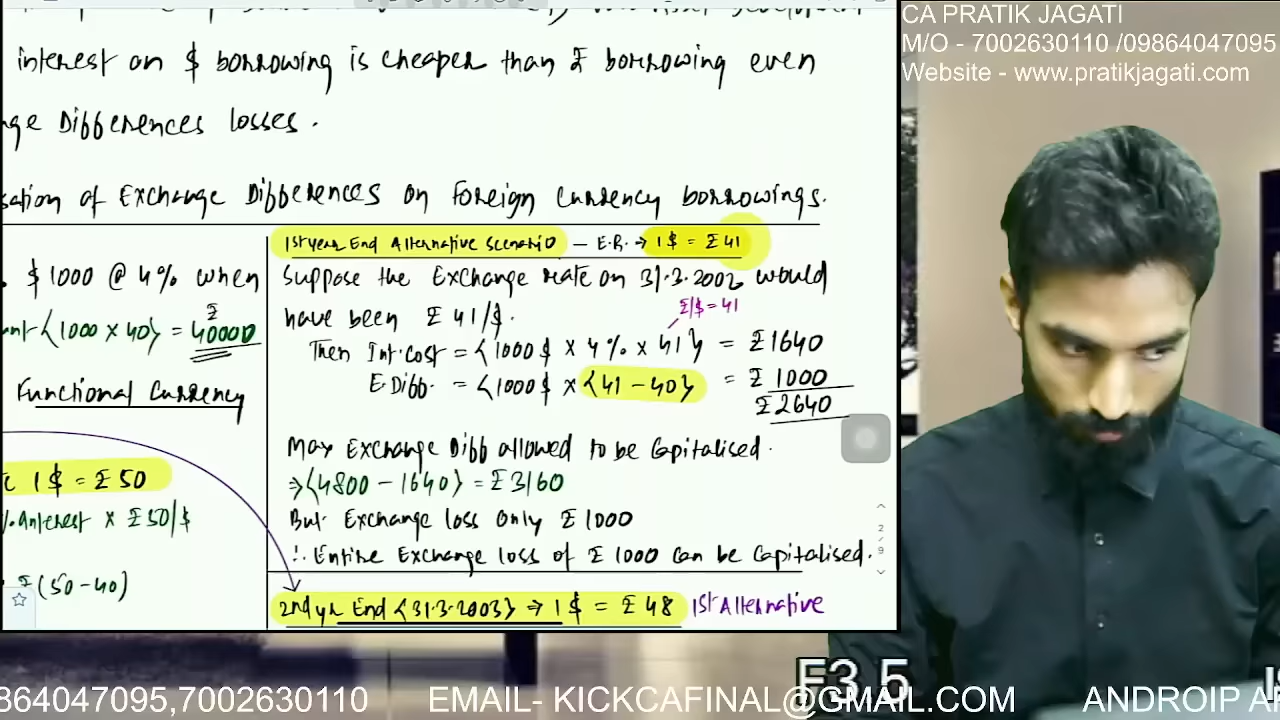 interest on $ borrowing is cheaper than ₹ borrowing even
Differences losses.
of Exchange Differences on Foreign Currency borrowings.
$1000 @ 4% when
<1000 x 40> = ₹ 40000
Functional Currency
1$ = ₹50
Interest x ₹50/$
₹(50-40)
1st year End Alternative Scenario — E.R. → 1$ = ₹41
Suppose the Exchange rate on 31.3.2002 would
have been ₹41/$.
₹/$ = 41
Then Int. Cost = <1000$ x 4% x 41> = ₹1640
E.Diff. = <1000$ x <41 - 40> = ₹ 1000
₹2640
Max Exchange Diff allowed to be Capitalised.
⇒ <4800 - 1640> = ₹3160
But Exchange loss Only ₹1000
∴ Entire Exchange loss of ₹1000 can be Capitalised.
2nd yr End <31.3.2003> ⇒ 1$ = ₹48 1st Alternative
2
/
9
CA PRATIK JAGATI
M/O - 7002630110 /09864047095
Website - www.pratikjagati.com
F3.5
864047095,7002630110 EMAIL- KICKCAFINAL@GMAIL.COM